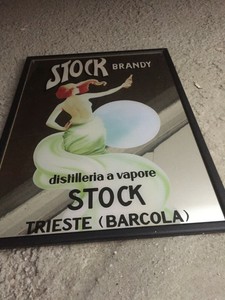 STOCK BRANDY
distilleria a vapore
STOCK
TRIESTE (BARCOLA)